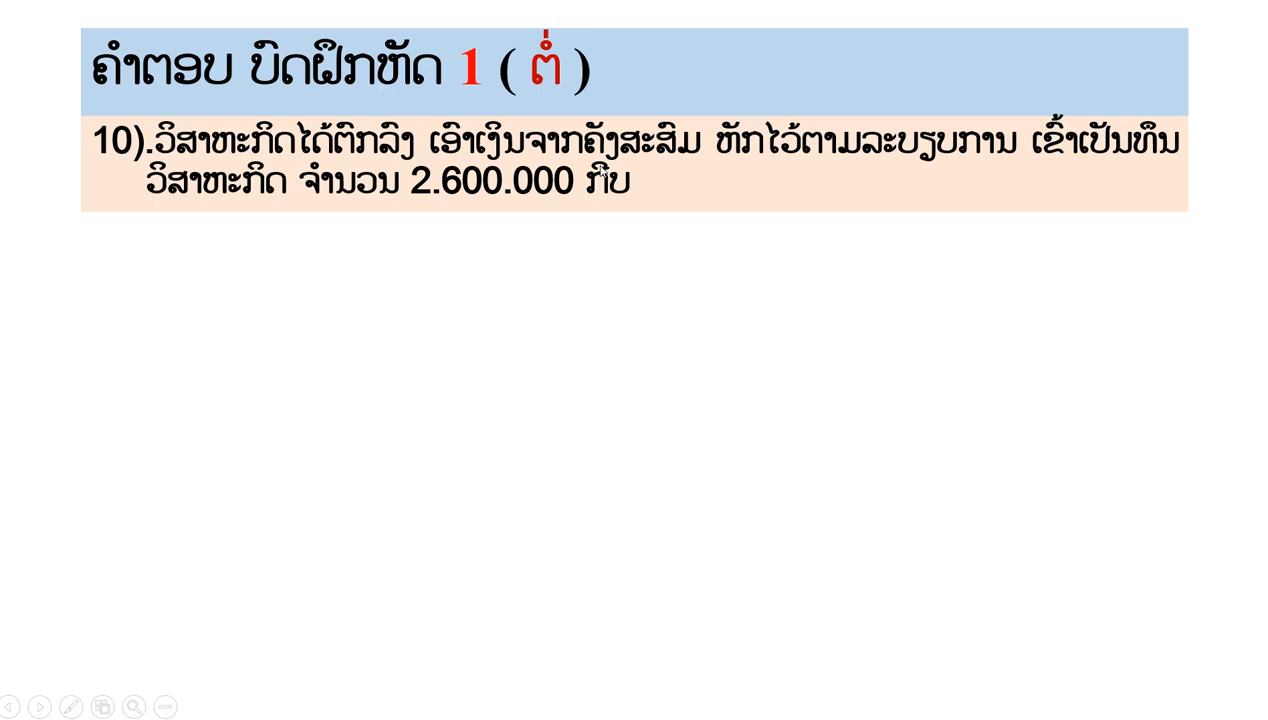 ຄຳຕອບ ບົດຝຶກຫັດ 1 ( ຕໍ່ )
10).ວິສາຫະກິດໄດ້ຕົກລົງ ເອົາເງິນຈາກຄັງສະສົມ ຫັກໄວ້ຕາມລະບຽບການ ເຂົ້າເປັນທຶນ
ວິສາຫະກິດ ຈຳນວນ 2.600.000 ກີບ